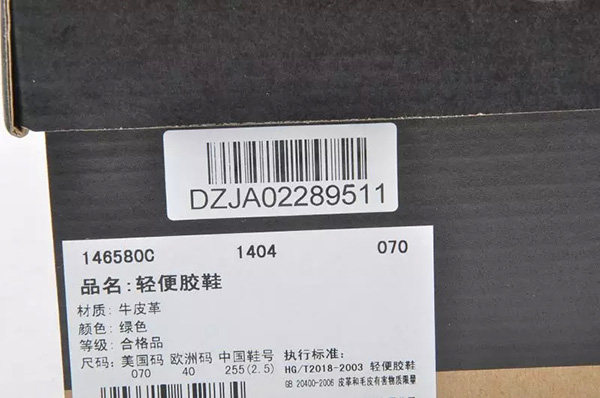 DZJA02289511
146580C 1404 070
品名:轻便胶鞋
材质:牛皮革
颜色:绿色
等级:合格品
尺码:美国码 欧洲码 中国鞋号
070 40 255(2.5)
执行标准:
HG/T2018-2003 轻便胶鞋
GB 20400-2006 皮革和毛皮有害物质限量